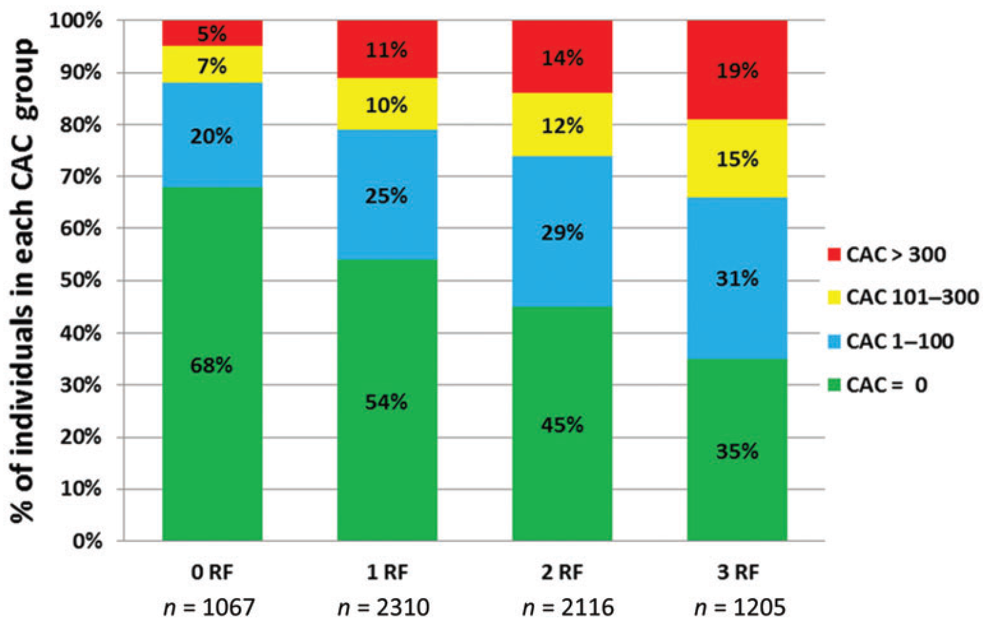 % of individuals in each CAC group
100%
90%
80%
70%
60%
50%
40%
30%
20%
10%
0%
5%
7%
20%
68%
11%
10%
25%
54%
14%
12%
29%
45%
19%
15%
31%
35%
CAC > 300
CAC 101–300
CAC 1–100
CAC = 0
0 RF
1 RF
2 RF
3 RF
n = 1067
n = 2310
n = 2116
n = 1205